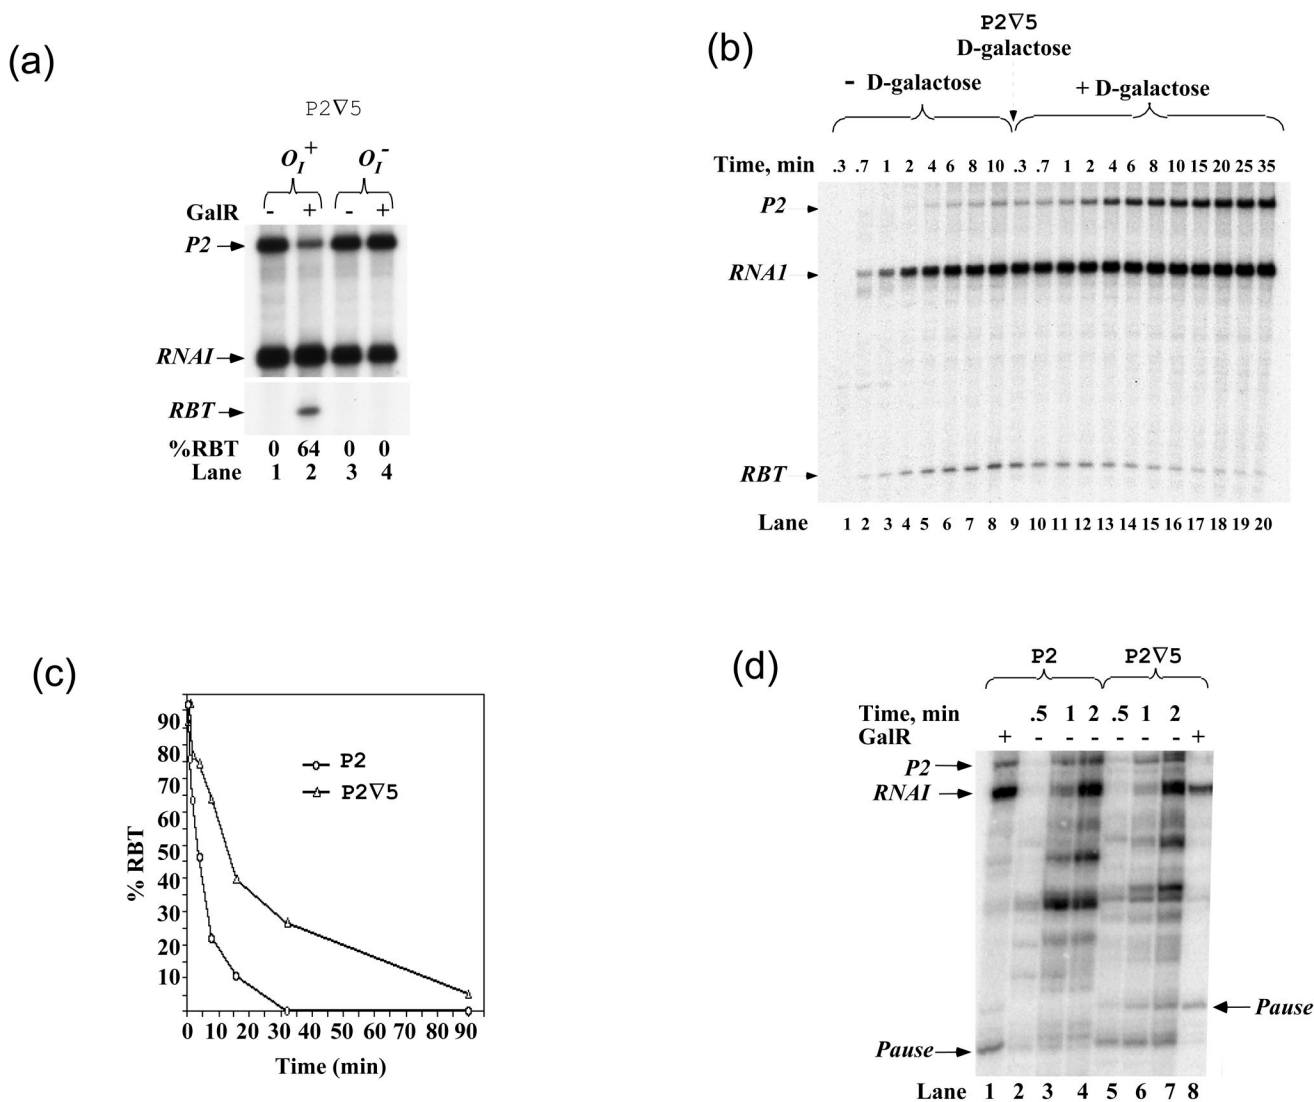 (a)
P2∇5
O_I^+ O_I^-
GalR - + - +
P2
RNAI
RBT
%RBT 0 64 0 0
Lane 1 2 3 4
(b)
P2∇5
D-galactose
- D-galactose + D-galactose
Time, min .3 .7 1 2 4 6 8 10 .3 .7 1 2 4 6 8 10 15 20 25 35
P2
RNA1
RBT
Lane 1 2 3 4 5 6 7 8 9 10 11 12 13 14 15 16 17 18 19 20
(c)
90
80
70
60
50
40
30
20
10
% RBT
P2
P2∇5
0 10 20 30 40 50 60 70 80 90
Time (min)
(d)
P2 P2∇5
Time, min .5 1 2 .5 1 2
GalR + - - - - - - +
P2
RNAI
Pause
Pause
Lane 1 2 3 4 5 6 7 8